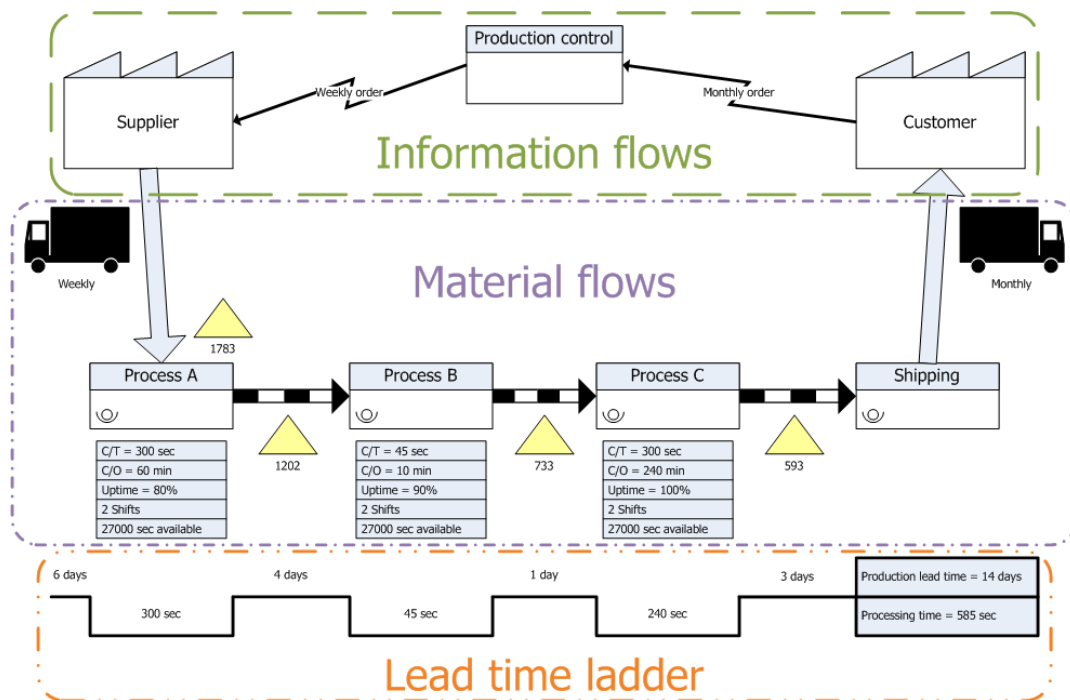 Production control
Weekly order
Monthly order
Supplier
Customer
Information flows
Weekly
Material flows
Monthly
1783
Process A
Process B
Process C
Shipping
1202
733
593
C/T = 300 sec
C/O = 60 min
Uptime = 80%
2 Shifts
27000 sec available
C/T = 45 sec
C/O = 10 min
Uptime = 90%
2 Shifts
27000 sec available
C/T = 300 sec
C/O = 240 min
Uptime = 100%
2 Shifts
27000 sec available
6 days
4 days
1 day
3 days
Production lead time = 14 days
300 sec
45 sec
240 sec
Processing time = 585 sec
Lead time ladder